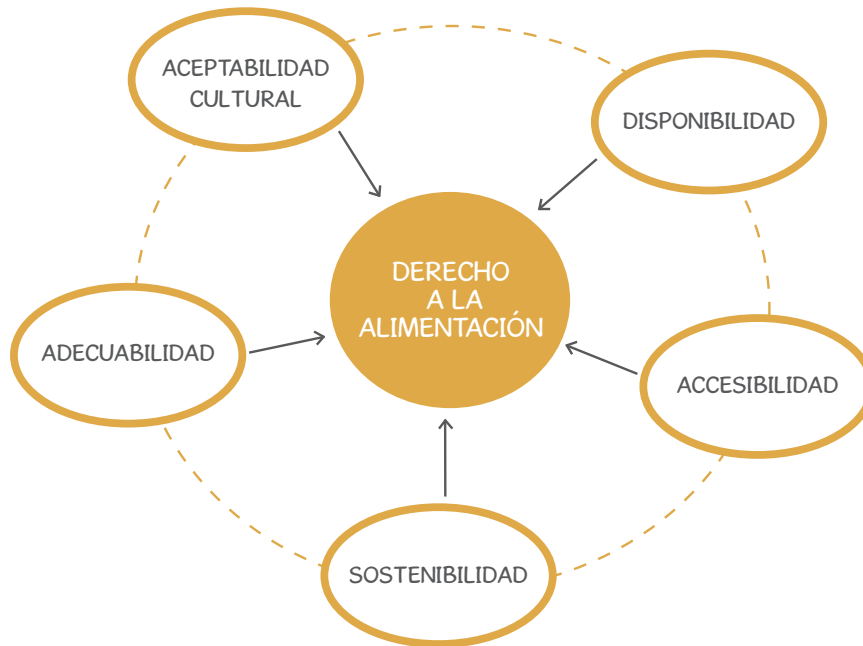 ACEPTABILIDAD
CULTURAL
DISPONIBILIDAD
DERECHO
A LA
ALIMENTACIÓN
ADECUABILIDAD
ACCESIBILIDAD
SOSTENIBILIDAD